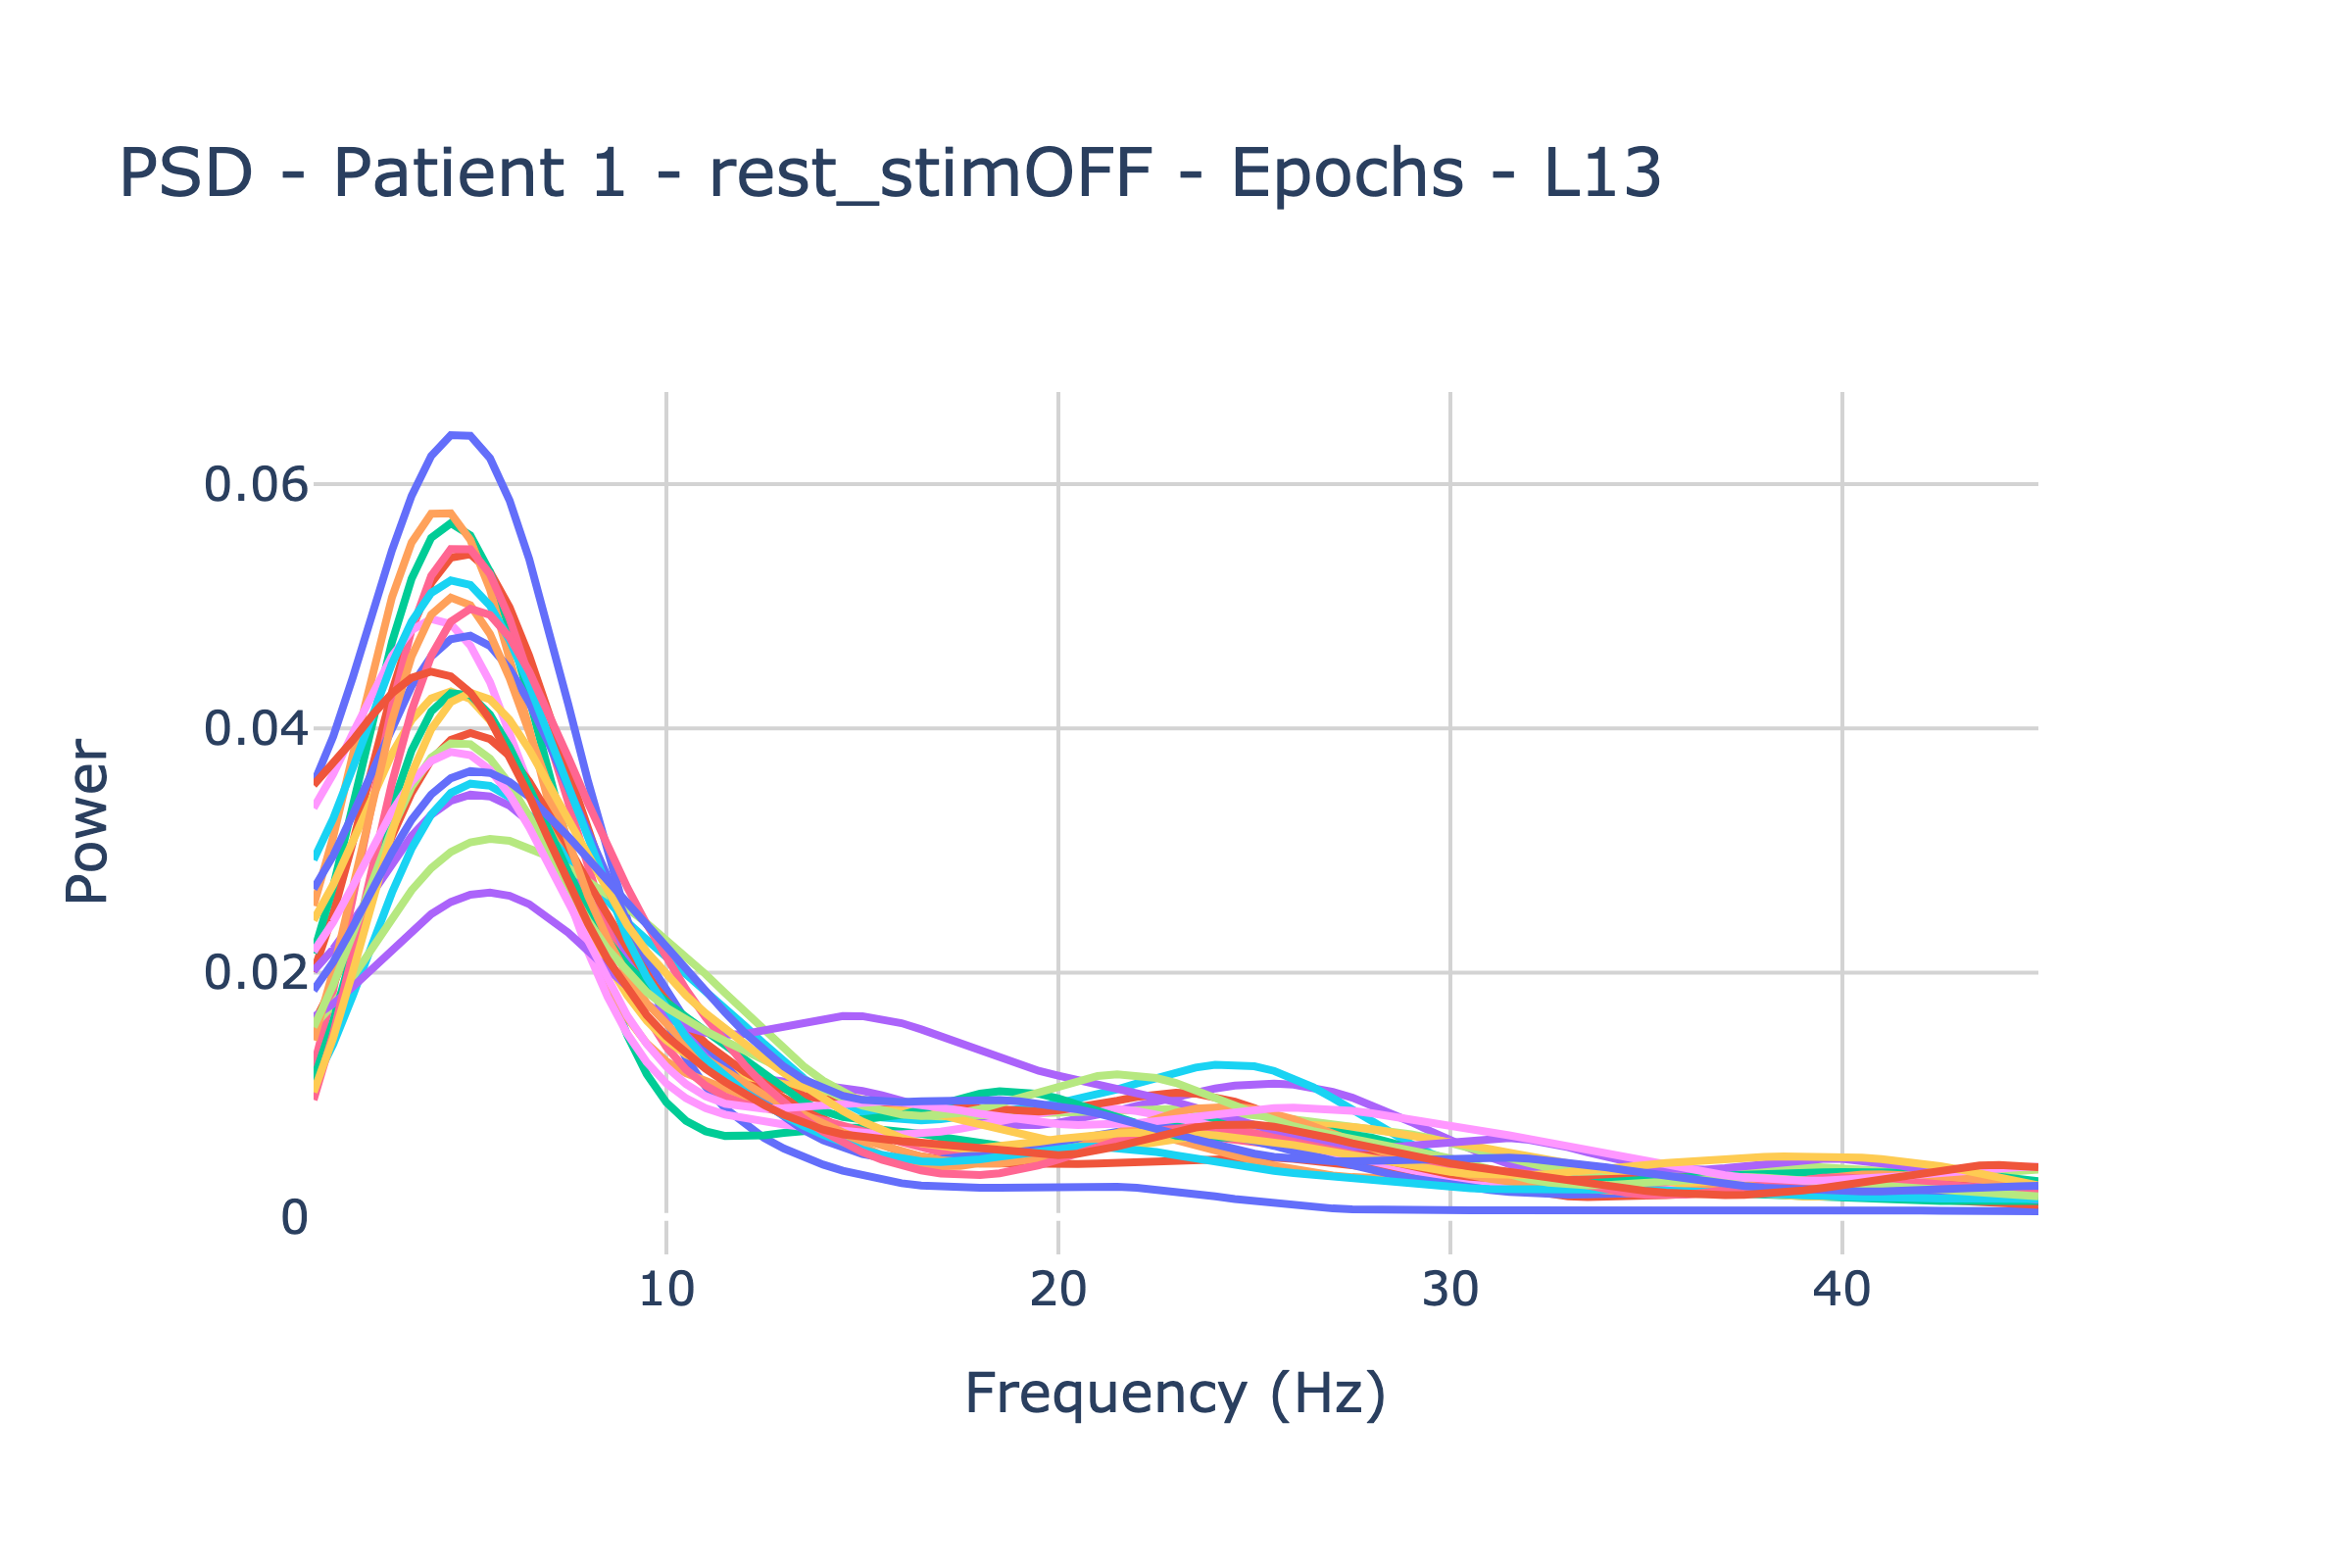 PSD - Patient 1 - rest_stimOFF - Epochs - L13
0.06
0.04
0.02
0
Power
10 20 30 40
Frequency (Hz)